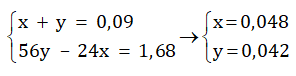 x + y = 0,09 → x=0,048
56y − 24x = 1,68 y=0,042